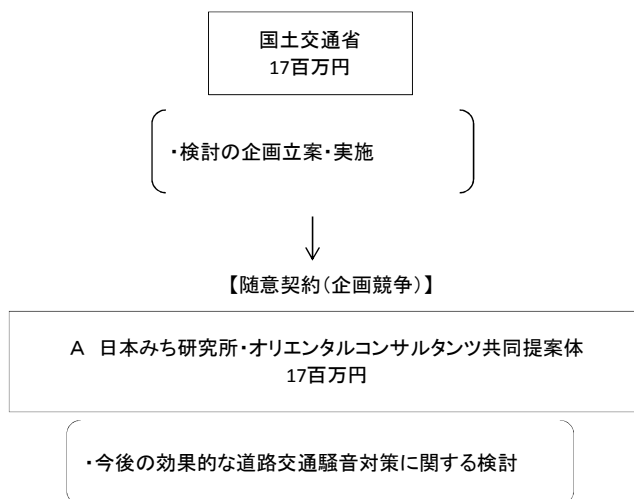 国土交通省
17百万円
・検討の企画立案・実施
【随意契約(企画競争)】
A 日本みち研究所・オリエンタルコンサルタンツ共同提案体
17百万円
・今後の効果的な道路交通騒音対策に関する検討